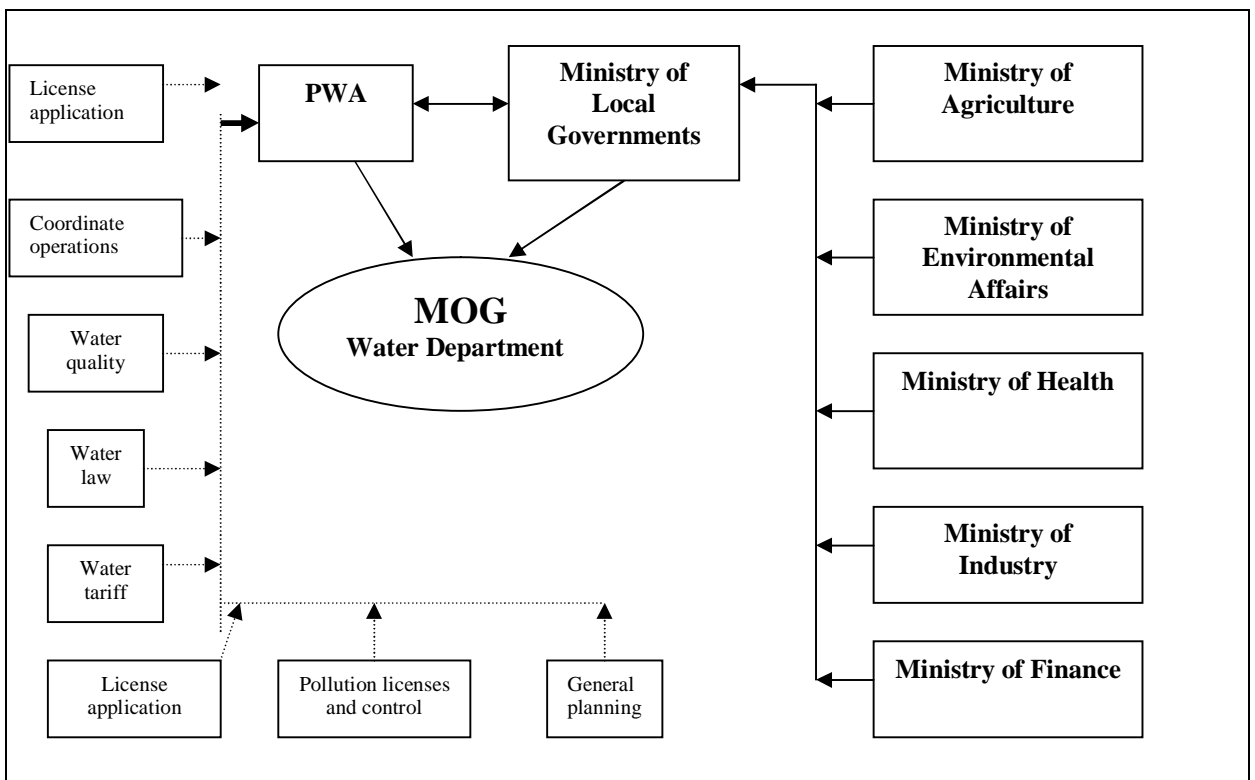 License
application
PWA
Ministry of
Local
Governments
Ministry of
Agriculture
Coordinate
operations
Ministry of
Environmental
Affairs
MOG
Water Department
Water
quality
Ministry of Health
Water
law
Ministry of
Industry
Water
tariff
License
application
Pollution licenses
and control
General
planning
Ministry of Finance